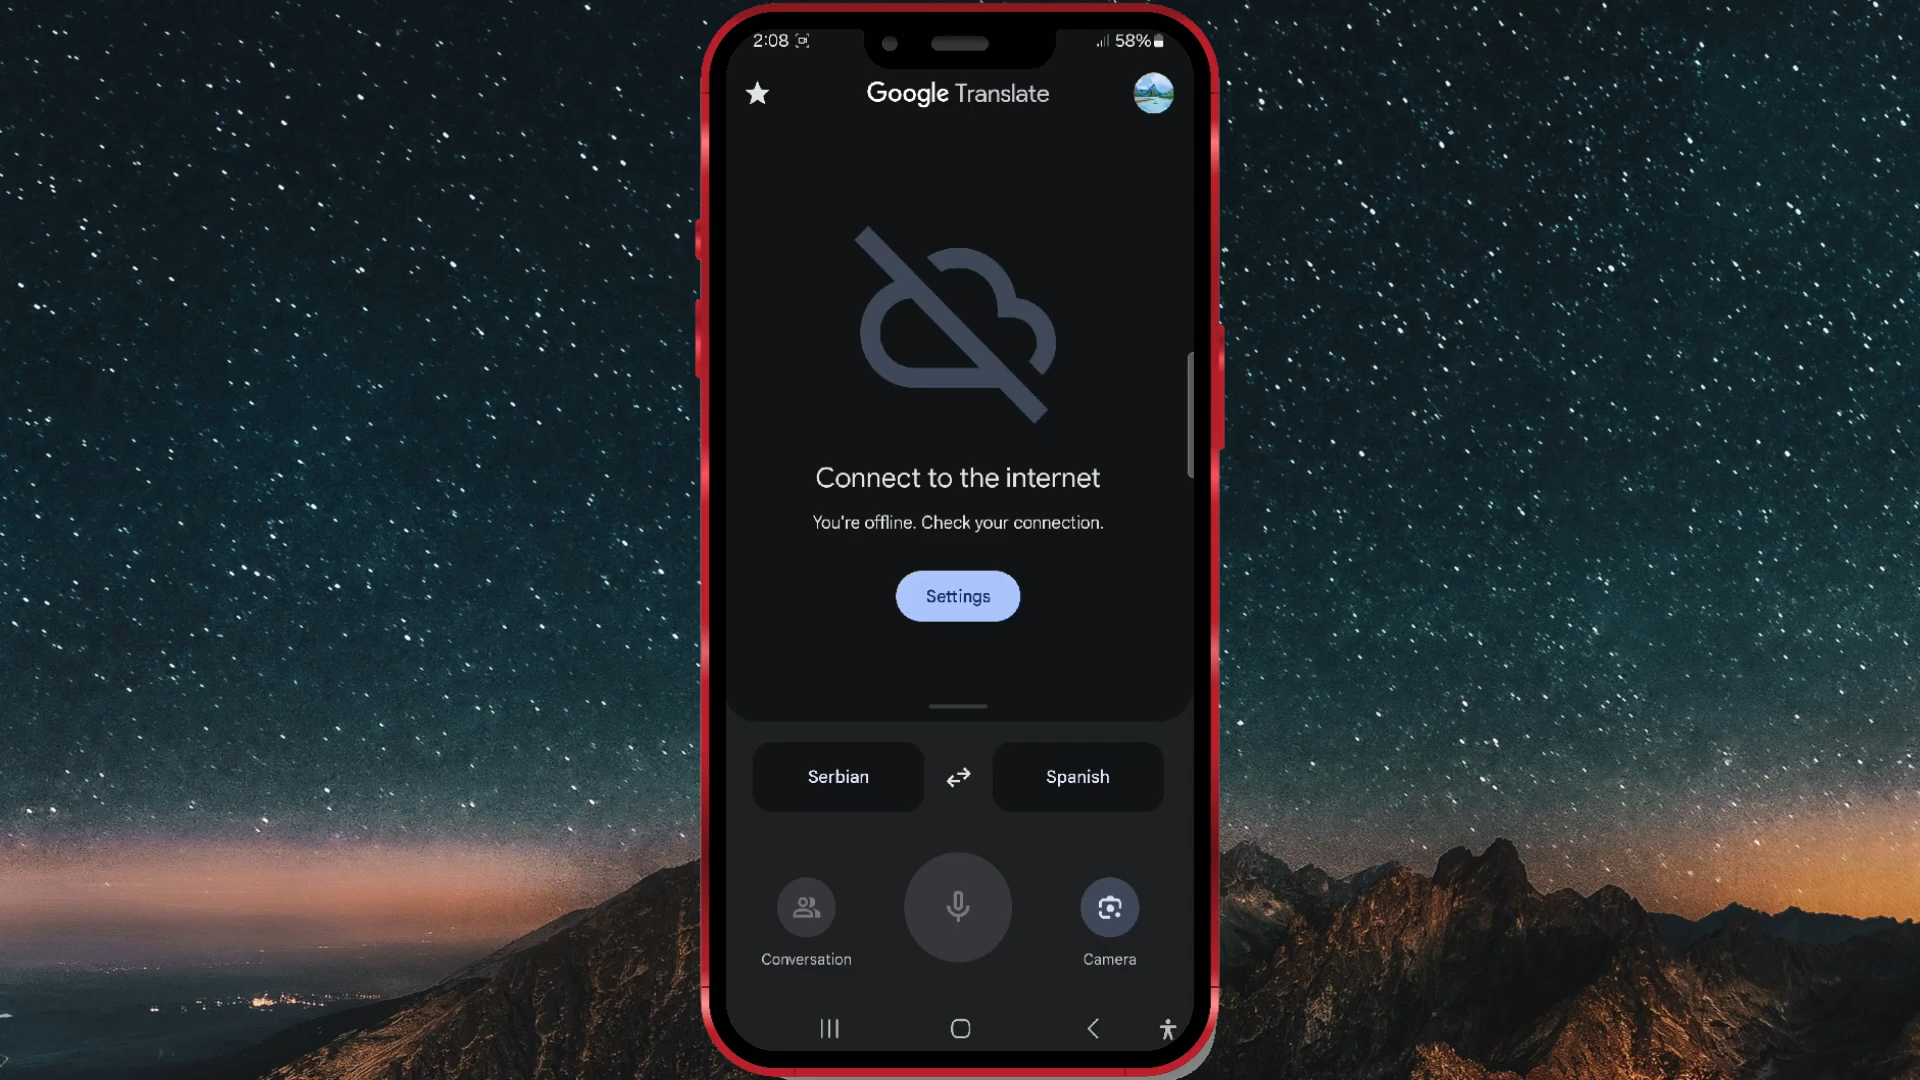 2:08 58%
Google Translate
Connect to the internet
You're offline. Check your connection.
Settings
Serbian Spanish
Conversation Camera